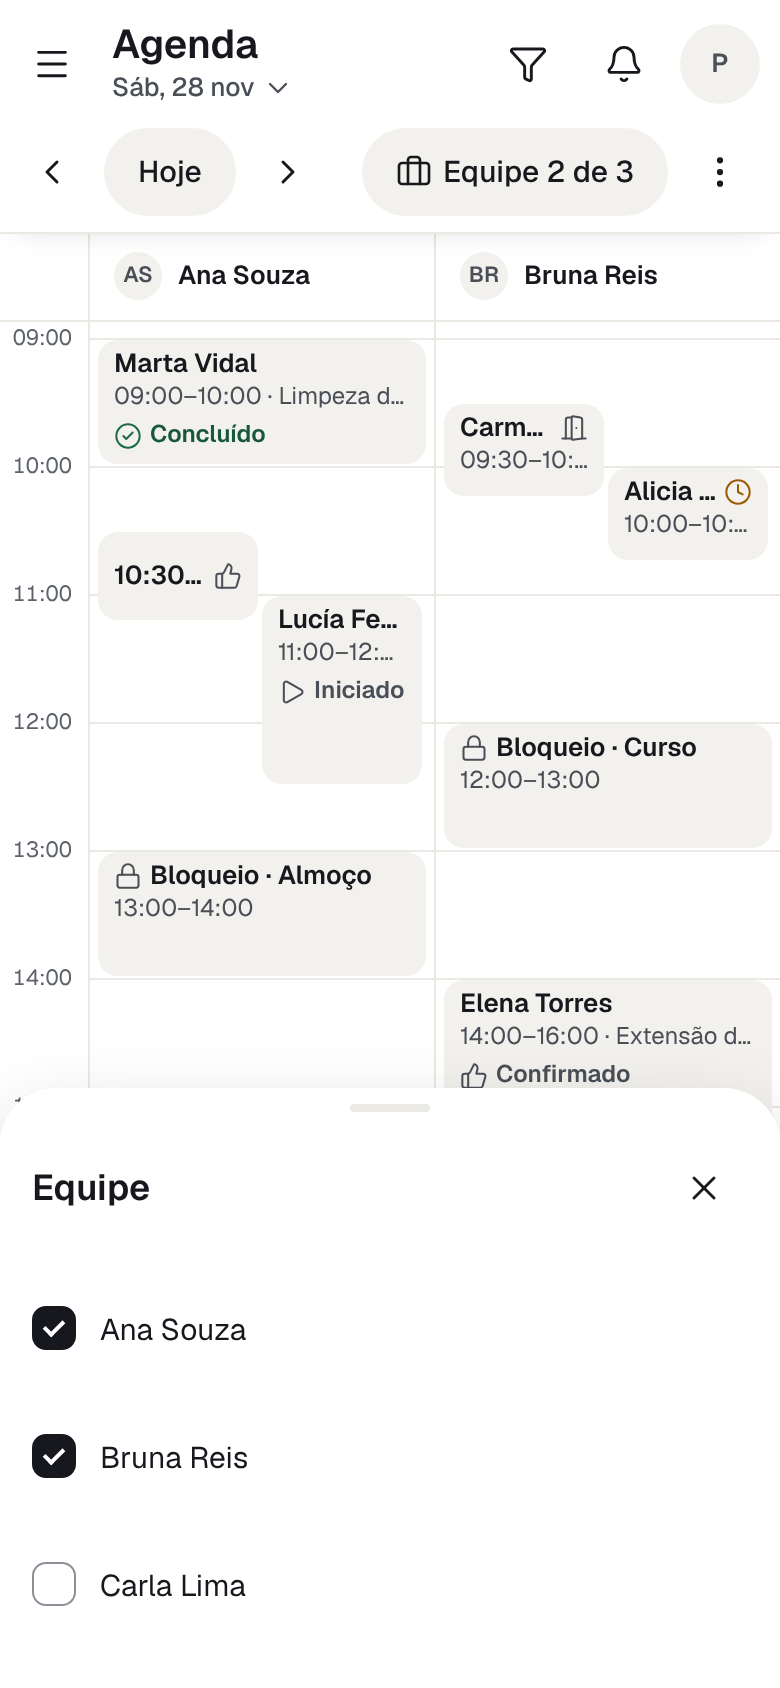 Agenda
Sáb, 28 nov
P
Hoje
Equipe 2 de 3
AS Ana Souza
BR Bruna Reis
09:00
Marta Vidal
09:00–10:00 · Limpeza d...
Concluído
Carm...
09:30–10:...
10:00
Alicia ...
10:00–10:...
10:30...
11:00
Lucía Fe...
11:00–12:...
Iniciado
12:00
Bloqueio · Curso
12:00–13:00
13:00
Bloqueio · Almoço
13:00–14:00
14:00
Elena Torres
14:00–16:00 · Extensão d...
Confirmado
Equipe
Ana Souza
Bruna Reis
Carla Lima